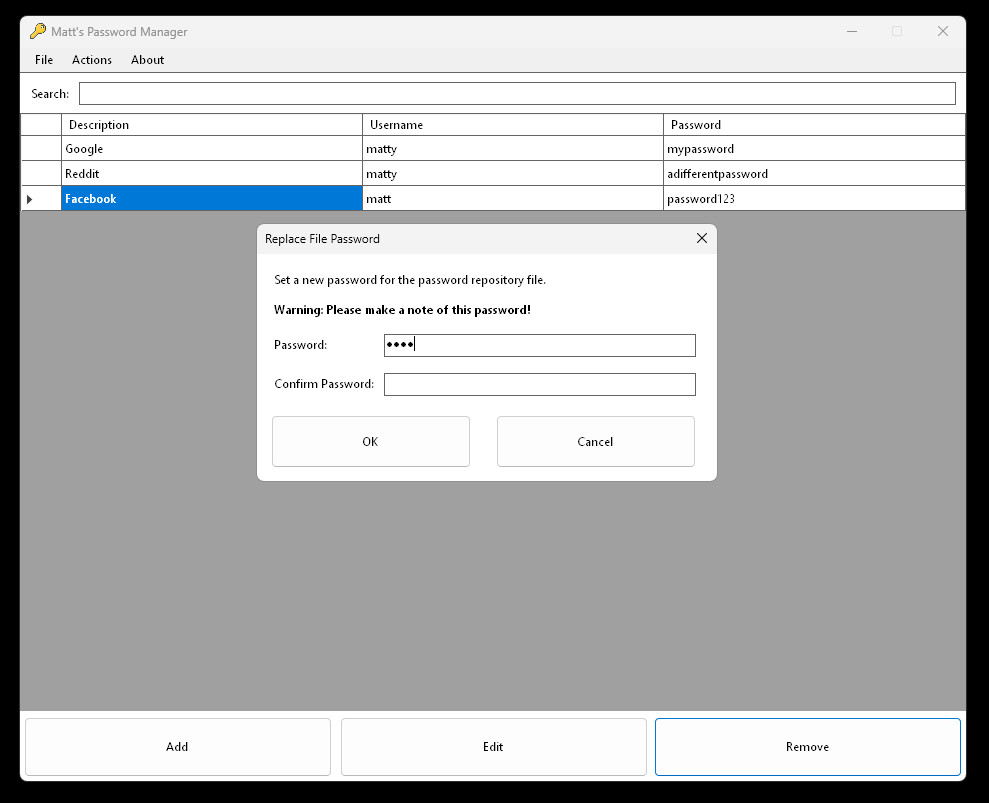 Matt's Password Manager
File Actions About
Search:
Description Username Password
Google matty mypassword
Reddit matty adifferentpassword
Facebook matt password123
Replace File Password
Set a new password for the password repository file.
Warning: Please make a note of this password!
Password: ••••
Confirm Password:
OK Cancel
Add Edit Remove